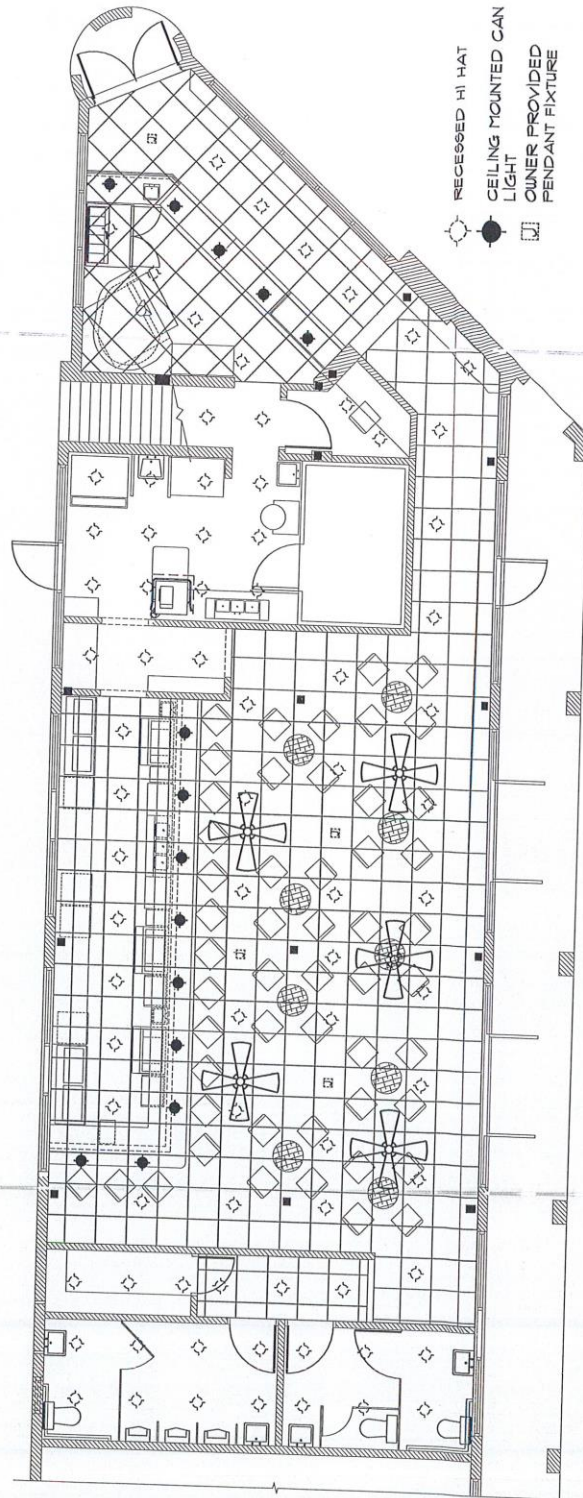 RECESSED HI HAT
CEILING MOUNTED CAN
LIGHT
OWNER PROVIDED
PENDANT FIXTURE